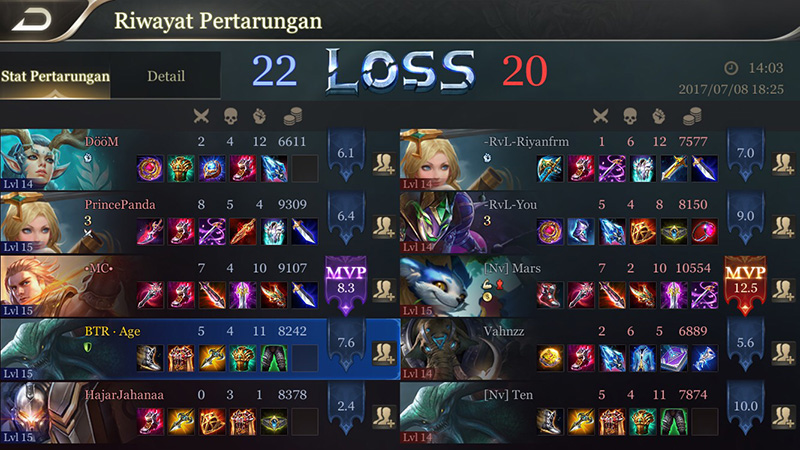 Riwayat Pertarungan
Stat Pertarungan Detail 22 LOSS 20 14:03
2017/07/08 18:25
DööM 2 4 12 6611 6.1
Lvl 14
-RvL-Riyanfrm 1 6 12 7577 7.0
Lvl 14
PrincePanda 8 5 4 9309 6.4
3
Lvl 15
-RvL-You 5 4 8 8150 9.0
3
Lvl 14
•MC• 7 4 10 9107 MVP 8.3
Lvl 15
[Nv] Mars 7 2 10 10554 MVP 12.5
BTR · Age 5 4 11 8242 7.6
Lvl 15
Vahnzz 2 6 5 6889 5.6
Lvl 14
HajarJahanaa 0 3 1 8378 2.4
Lvl 15
[Nv] Ten 5 4 11 7874 10.0
Lvl 14